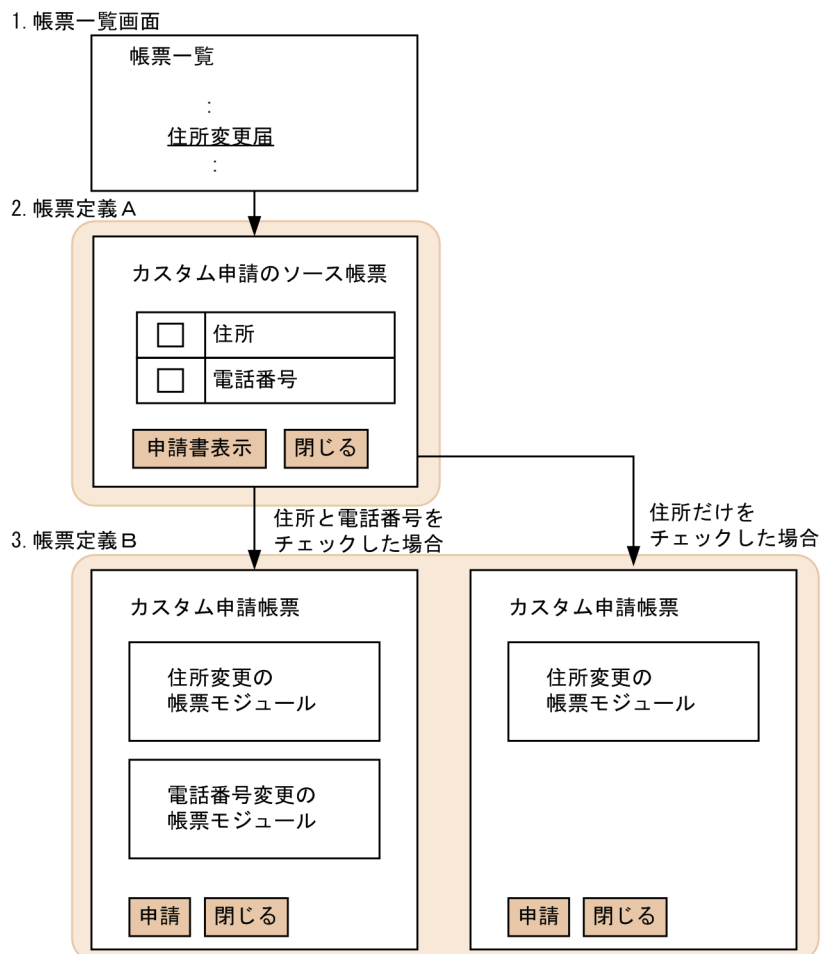 1. 帳票一覧画面
帳票一覧
:
住所変更届
:
2. 帳票定義A
カスタム申請のソース帳票
住所
電話番号
申請書表示
閉じる
住所と電話番号を
チェックした場合
住所だけを
チェックした場合
3. 帳票定義B
カスタム申請帳票
住所変更の
帳票モジュール
電話番号変更の
帳票モジュール
申請
閉じる
カスタム申請帳票
住所変更の
帳票モジュール
申請
閉じる